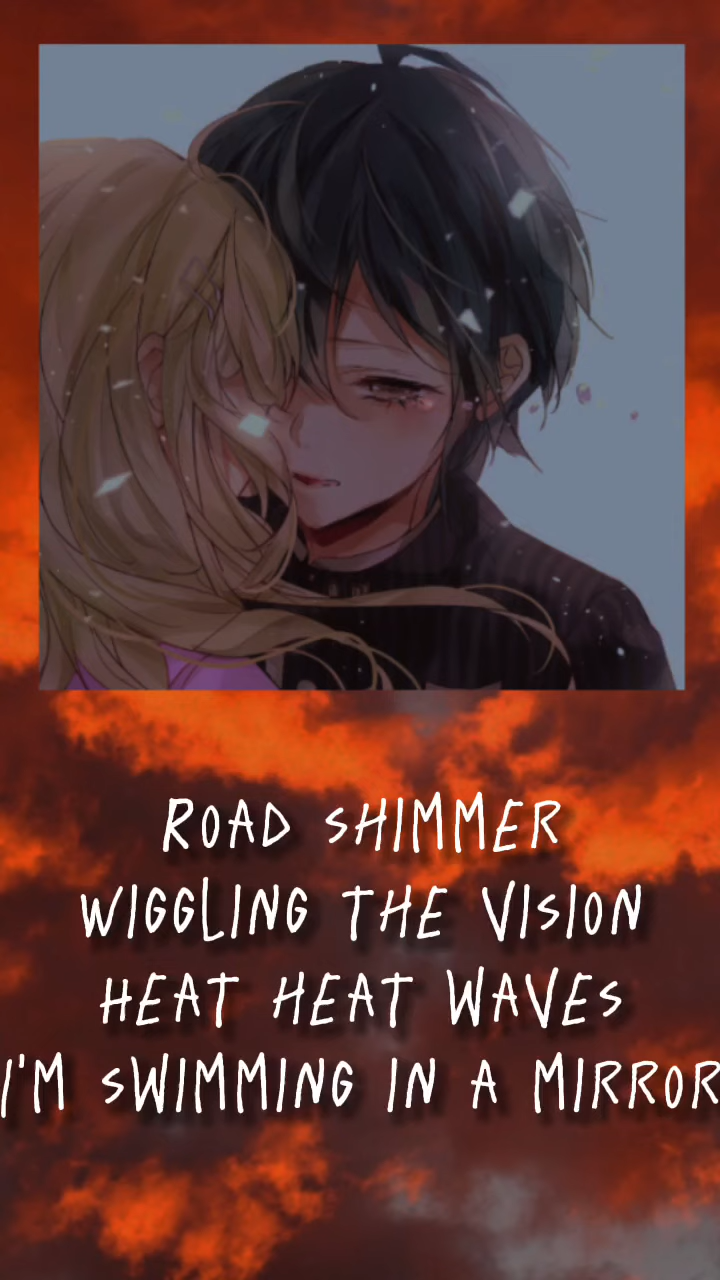 ROAD SHIMMER
WIGGLING THE VISION
HEAT HEAT WAVES
I'M SWIMMING IN A MIRROR